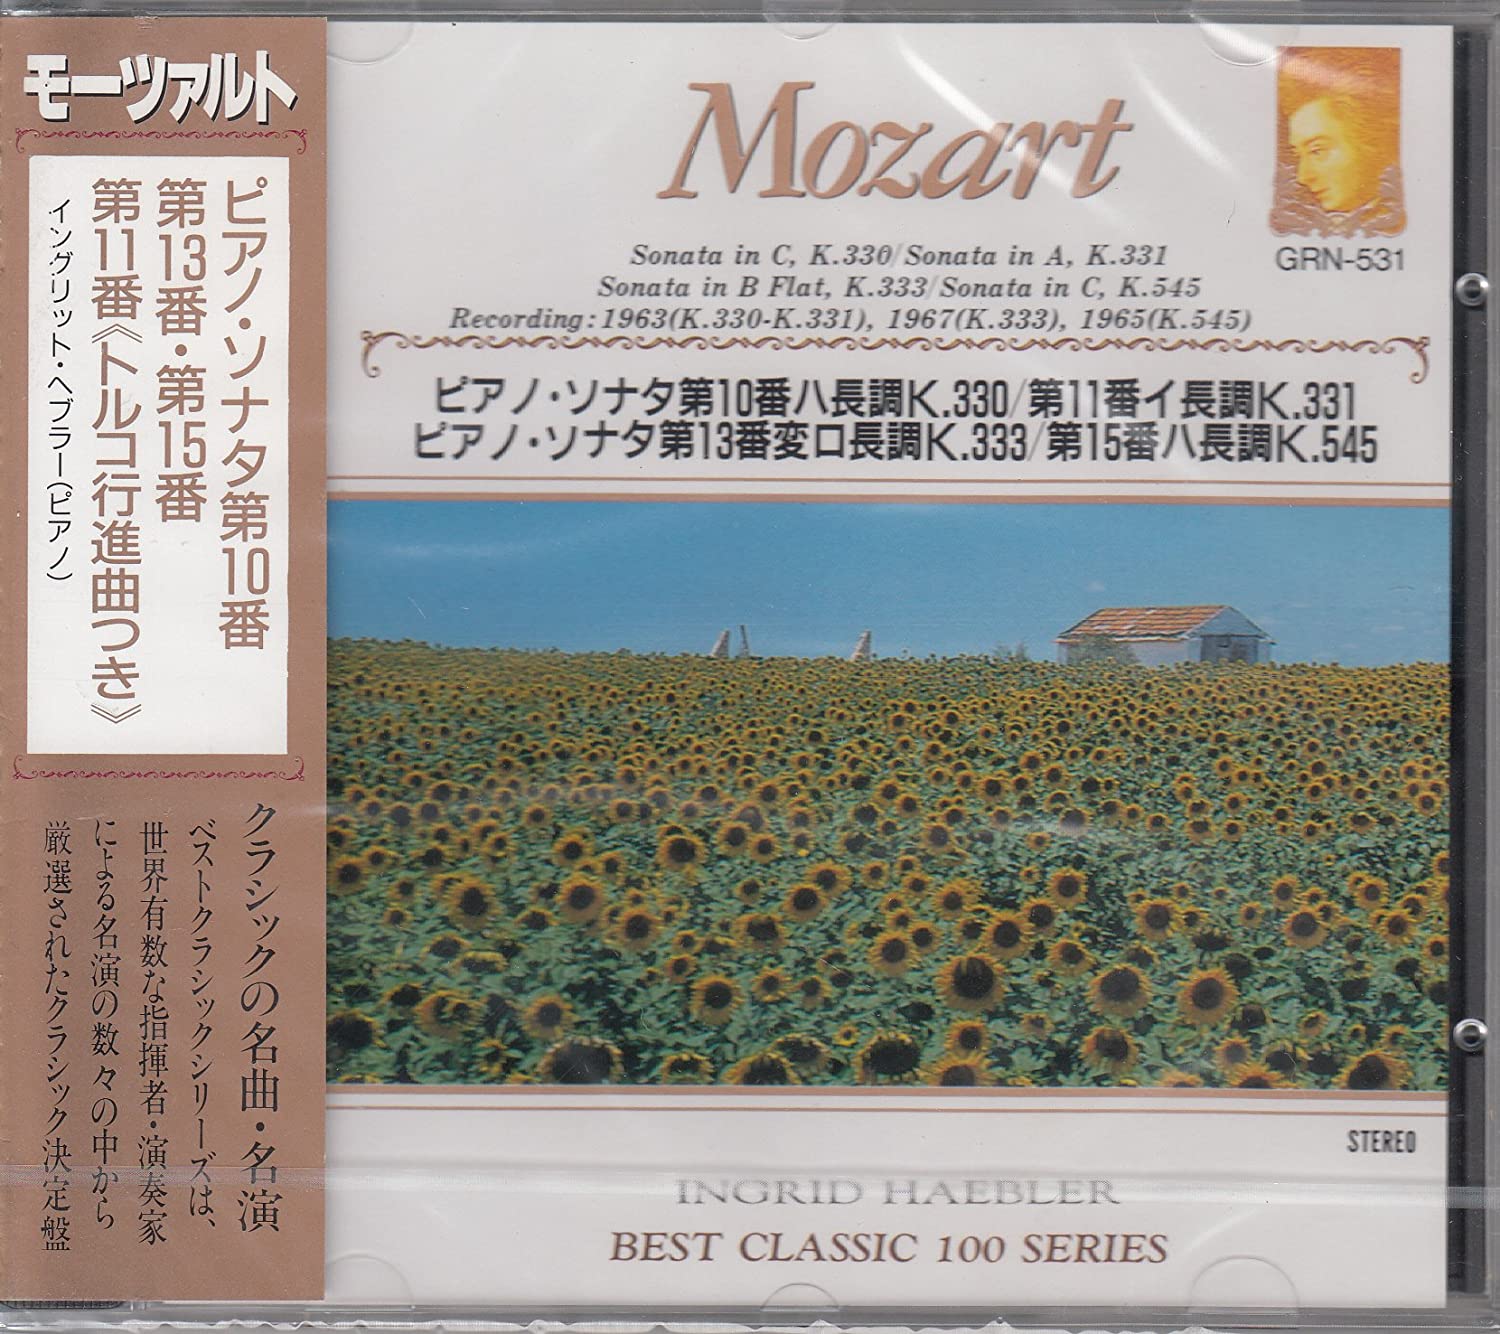 モーツァルト
ピアノ・ソナタ第10番
第13番・第15番
第11番《トルコ行進曲つき》
イングリット・ヘブラー(ピアノ)
クラシックの名曲・名演
ベストクラシックシリーズは、
世界有数な指揮者・演奏家
による名演の数々の中から
厳選されたクラシック決定盤
Mozart
GRN-531
Sonata in C, K.330/Sonata in A, K.331
Sonata in B Flat, K.333/Sonata in C, K.545
Recording:1963(K.330-K.331), 1967(K.333), 1965(K.545)
ピアノ・ソナタ第10番ハ長調K.330/第11番イ長調K.331
ピアノ・ソナタ第13番変ロ長調K.333/第15番ハ長調K.545
STEREO
INGRID HAEBLER
BEST CLASSIC 100 SERIES